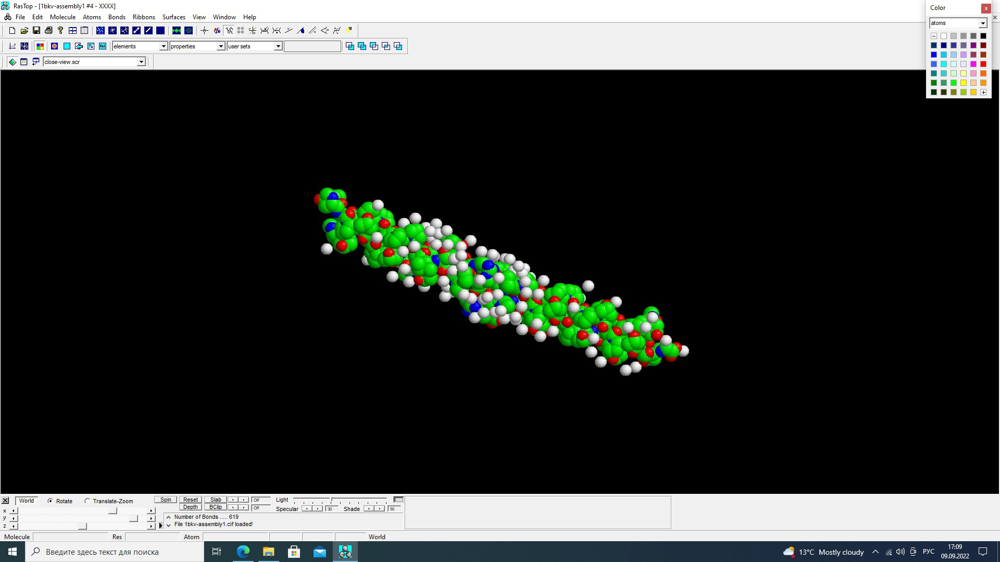 RasTop - [1bkv-assembly1 #4 - XXXX]
File Edit Molecule Atoms Bonds Ribbons Surfaces View Window Help
elements properties user sets
close-view.scr
Color
atoms
World Rotate Translate-Zoom Spin Reset Slab Off Light
Depth BClip Off Specular 30 Shade 50
x
y
z
Number of Bonds ..... 619
File 1bkv-assembly1.cif loaded!
Molecule Res Atom World
Введите здесь текст для поиска
13°C Mostly cloudy РУС 17:09
09.09.2022